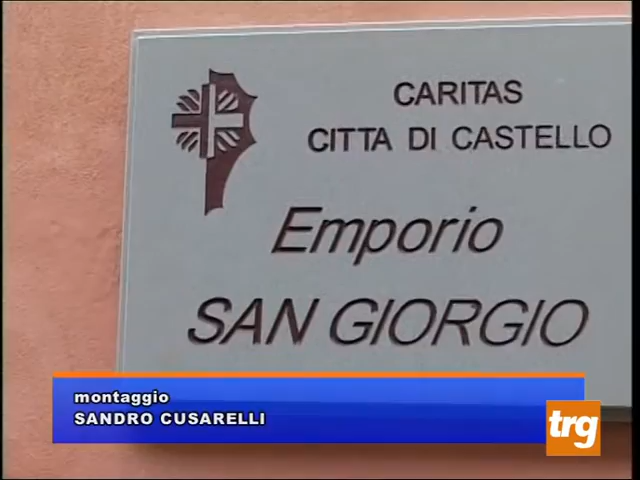 CARITAS
CITTA DI CASTELLO
Emporio
SAN GIORGIO
montaggio
SANDRO CUSARELLI
trg